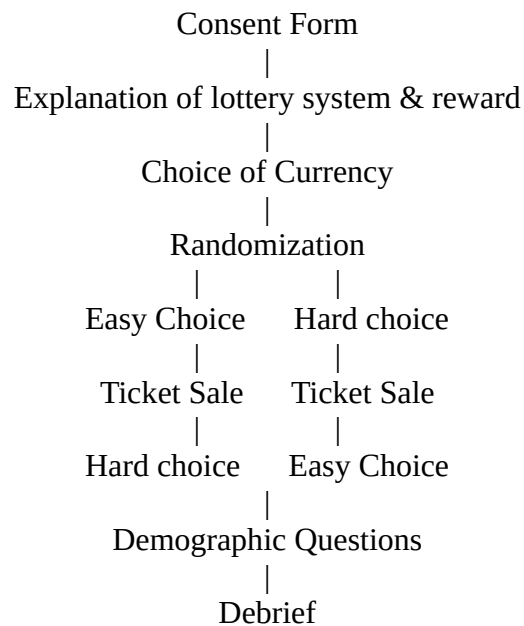 Consent Form
|
Explanation of lottery system & reward
|
Choice of Currency
|
Randomization
| |
Easy Choice Hard choice
| |
Ticket Sale Ticket Sale
| |
Hard choice Easy Choice
|
Demographic Questions
|
Debrief